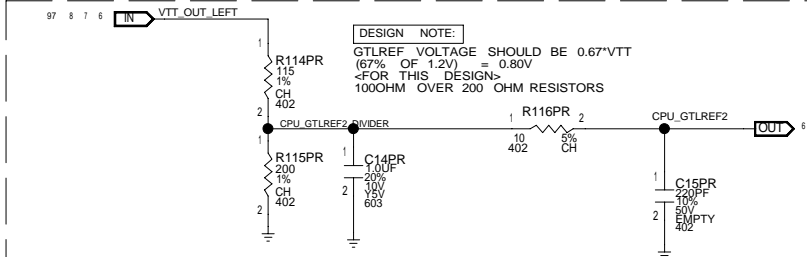 97 8 7 6 IN VTT_OUT_LEFT
DESIGN NOTE:
GTLREF VOLTAGE SHOULD BE 0.67*VTT
(67% OF 1.2V) = 0.80V
<FOR THIS DESIGN>
100OHM OVER 200 OHM RESISTORS
1
R114PR
115
1%
CH
402
2
CPU_GTLREF2_DIVIDER
1
R115PR
200
1%
CH
402
2
1
C14PR
1.0UF
20%
10V
Y5V
603
2
R116PR
1 2
10 5%
402 CH
CPU_GTLREF2
OUT 6
1
C15PR
220PF
10%
50V
EMPTY
402
2